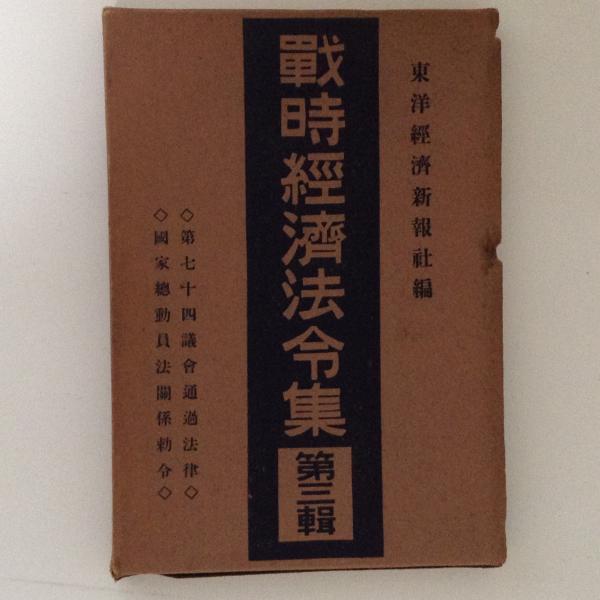 東洋經濟新報社編
戰時經濟法令集
第三輯
◇第七十四議會通過法律◇
◇國家總動員法關係勅令◇